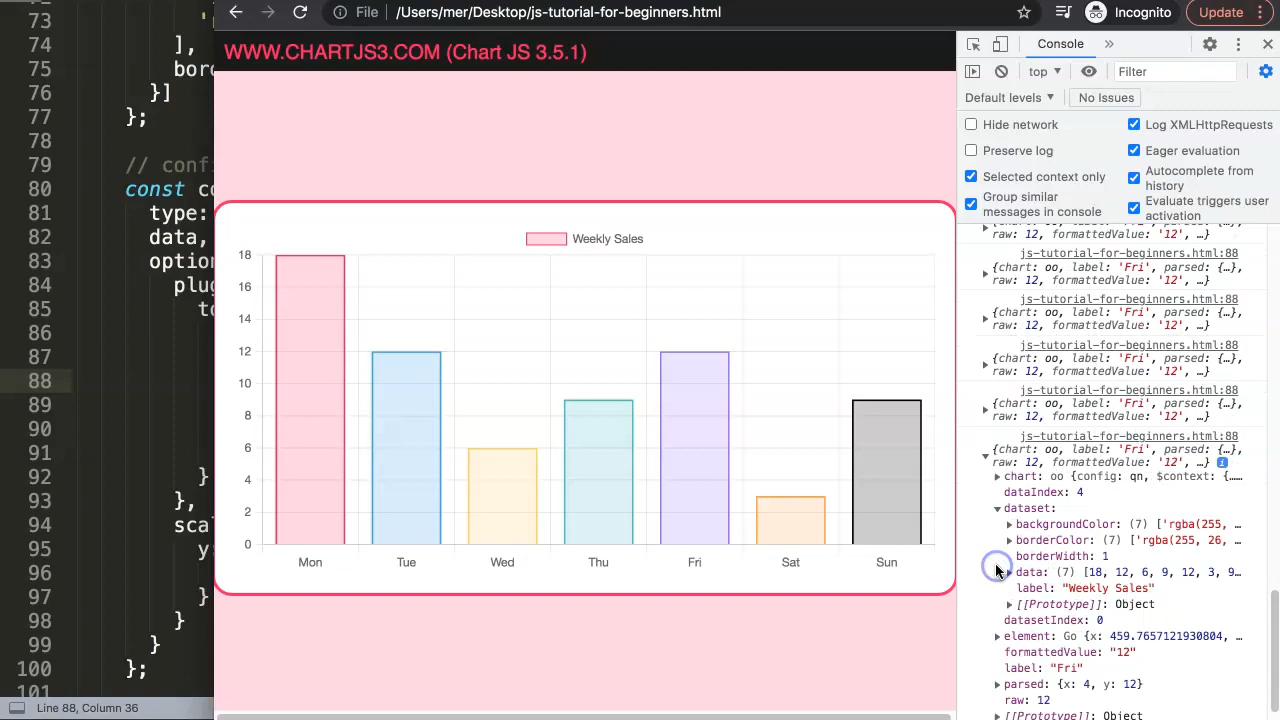 File /Users/mer/Desktop/js-tutorial-for-beginners.html Incognito Update
WWW.CHARTJS3.COM (Chart JS 3.5.1)
Console
top Filter
Default levels No Issues
Hide network Log XMLHttpRequests
Preserve log Eager evaluation
Selected context only Autocomplete from history
Group similar messages in console Evaluate triggers user activation
73
74 ],
75
76 }]
77 };
78
79 // conf
80 const
81 type:
82 data,
83
84
85
86
87
88
89
90
91
92 }
93 },
94
95 y:
96
97 }
98 }
99 }
100 };
101
Line 88, Column 36
Weekly Sales
18
16
14
12
10
8
6
4
2
0
Mon Tue Wed Thu Fri Sat Sun
raw: 12, formattedValue: '12', …}
js-tutorial-for-beginners.html:88
{chart: oo, label: 'Fri', parsed: {…},
raw: 12, formattedValue: '12', …}
js-tutorial-for-beginners.html:88
{chart: oo, label: 'Fri', parsed: {…},
raw: 12, formattedValue: '12', …}
js-tutorial-for-beginners.html:88
{chart: oo, label: 'Fri', parsed: {…},
raw: 12, formattedValue: '12', …}
js-tutorial-for-beginners.html:88
{chart: oo, label: 'Fri', parsed: {…},
raw: 12, formattedValue: '12', …}
js-tutorial-for-beginners.html:88
{chart: oo, label: 'Fri', parsed: {…},
raw: 12, formattedValue: '12', …}
chart: oo {config: qn, $context: {……
dataIndex: 4
dataset:
backgroundColor: (7) ['rgba(255, …
borderColor: (7) ['rgba(255, 26, …
borderWidth: 1
data: (7) [18, 12, 6, 9, 12, 3, 9…
label: "Weekly Sales"
[[Prototype]]: Object
datasetIndex: 0
element: Go {x: 459.7657121930804, …
formattedValue: "12"
label: "Fri"
parsed: {x: 4, y: 12}
raw: 12
[[Prototype]]: Object